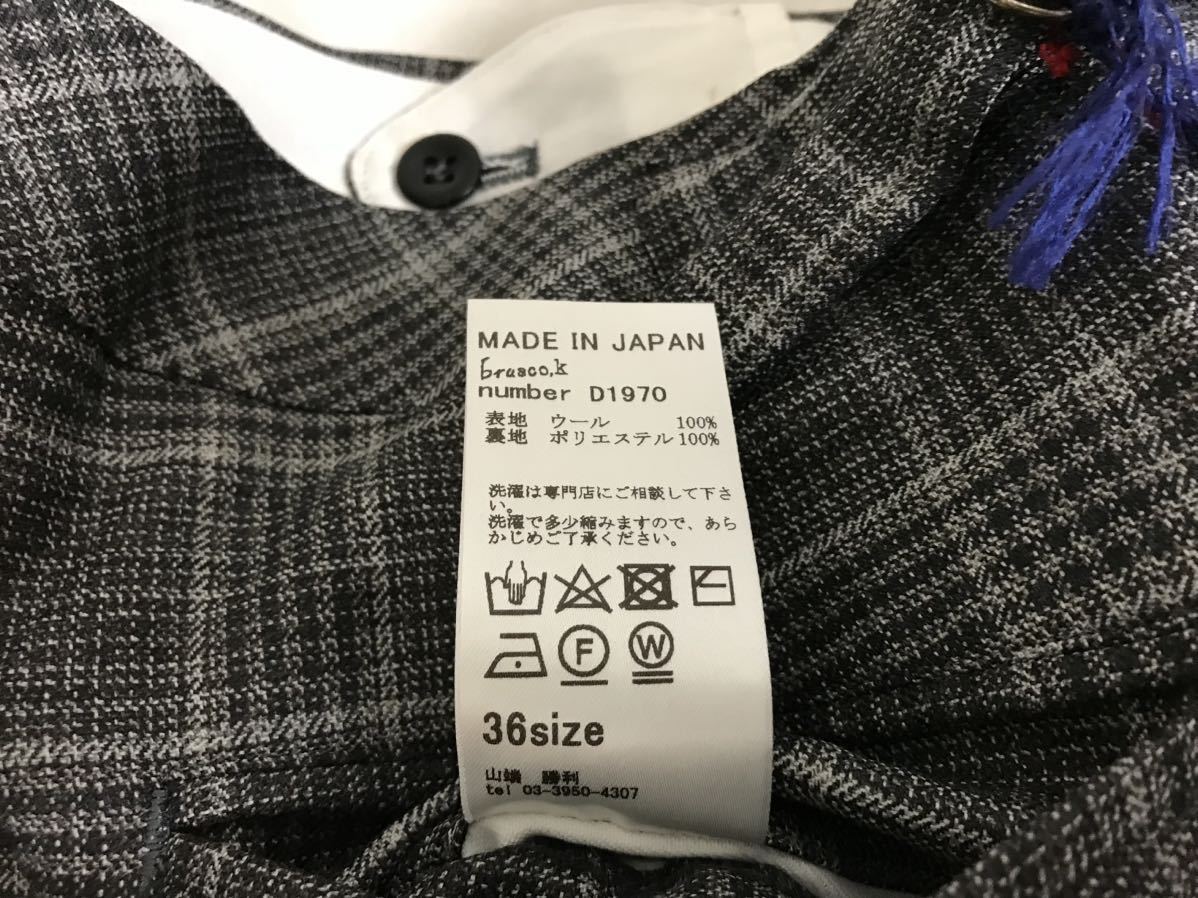 MADE IN JAPAN
brusco,k
number D1970
表地 ウール 100%
裏地 ポリエステル 100%
洗濯は専門店にご相談して下さ
い。
洗濯で多少縮みますので、あら
かじめご了承ください。
F W
36size
山端 勝利
tel 03-3950-4307